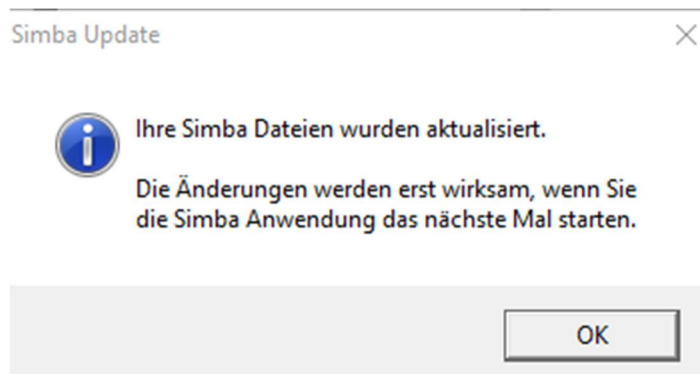 Simba Update
Ihre Simba Dateien wurden aktualisiert.
Die Änderungen werden erst wirksam, wenn Sie
die Simba Anwendung das nächste Mal starten.
OK